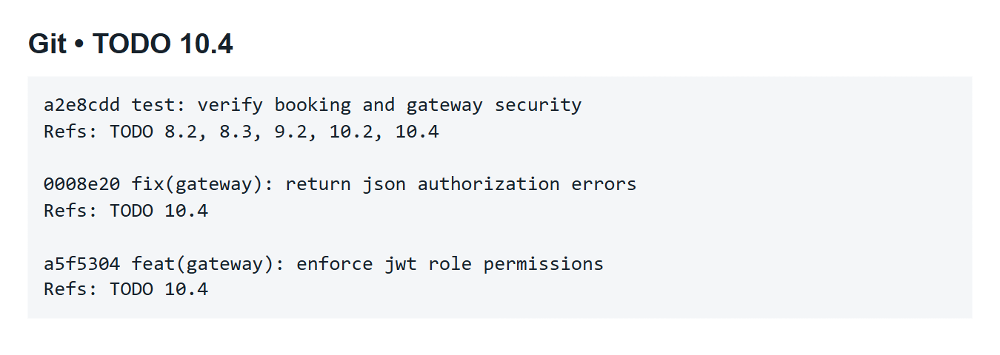 Git • TODO 10.4
a2e8cdd test: verify booking and gateway security
Refs: TODO 8.2, 8.3, 9.2, 10.2, 10.4
0008e20 fix(gateway): return json authorization errors
Refs: TODO 10.4
a5f5304 feat(gateway): enforce jwt role permissions
Refs: TODO 10.4